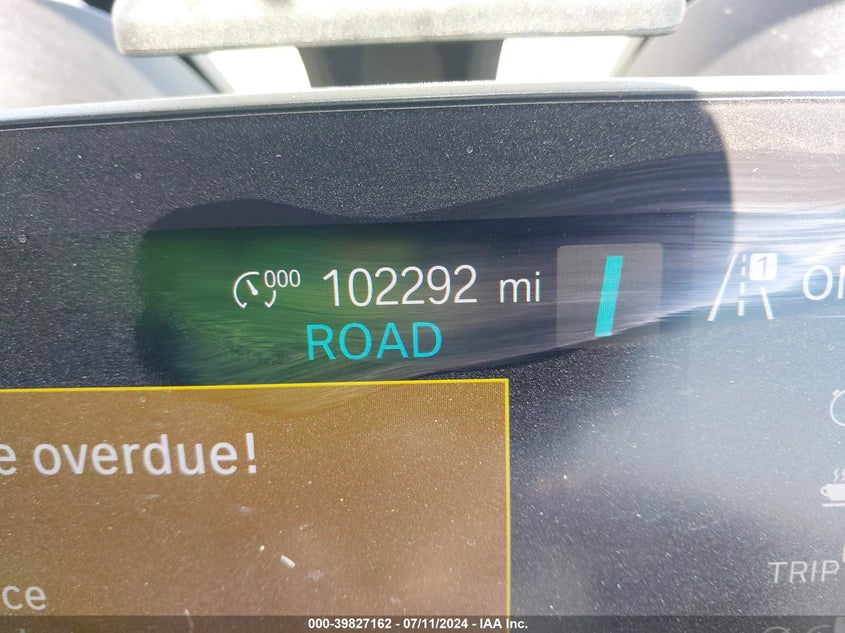 000 102292 mi
1
ROAD
e overdue!
TRIP
ce
000-39827162 - 07/11/2024 - IAA Inc.